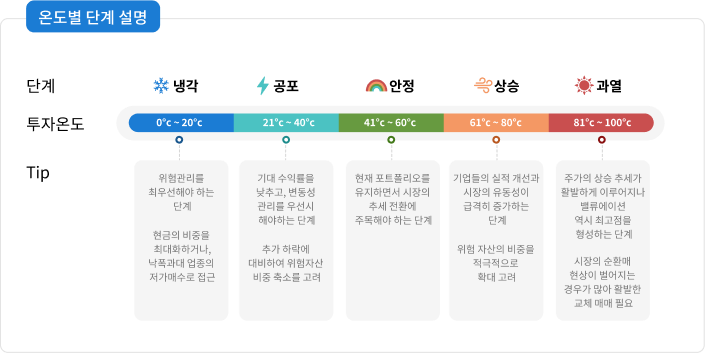 온도별 단계 설명
단계
냉각
공포
안정
상승
과열
투자온도
0°c ~ 20°c
21°c ~ 40°c
41°c ~ 60°c
61°c ~ 80°c
81°c ~ 100°c
Tip
위험관리를
최우선해야 하는
단계
현금의 비중을
최대화하거나,
낙폭과대 업종의
저가매수로 접근
기대 수익률을
낮추고, 변동성
관리를 우선시
해야하는 단계
추가 하락에
대비하여 위험자산
비중 축소를 고려
현재 포트폴리오를
유지하면서 시장의
추세 전환에
주목해야 하는 단계
기업들의 실적 개선과
시장의 유동성이
급격히 증가하는
단계
위험 자산의 비중을
적극적으로
확대 고려
주가의 상승 추세가
활발하게 이루어지나
밸류에이션
역시 최고점을
형성하는 단계
시장의 순환매
현상이 벌어지는
경우가 많아 활발한
교체 매매 필요